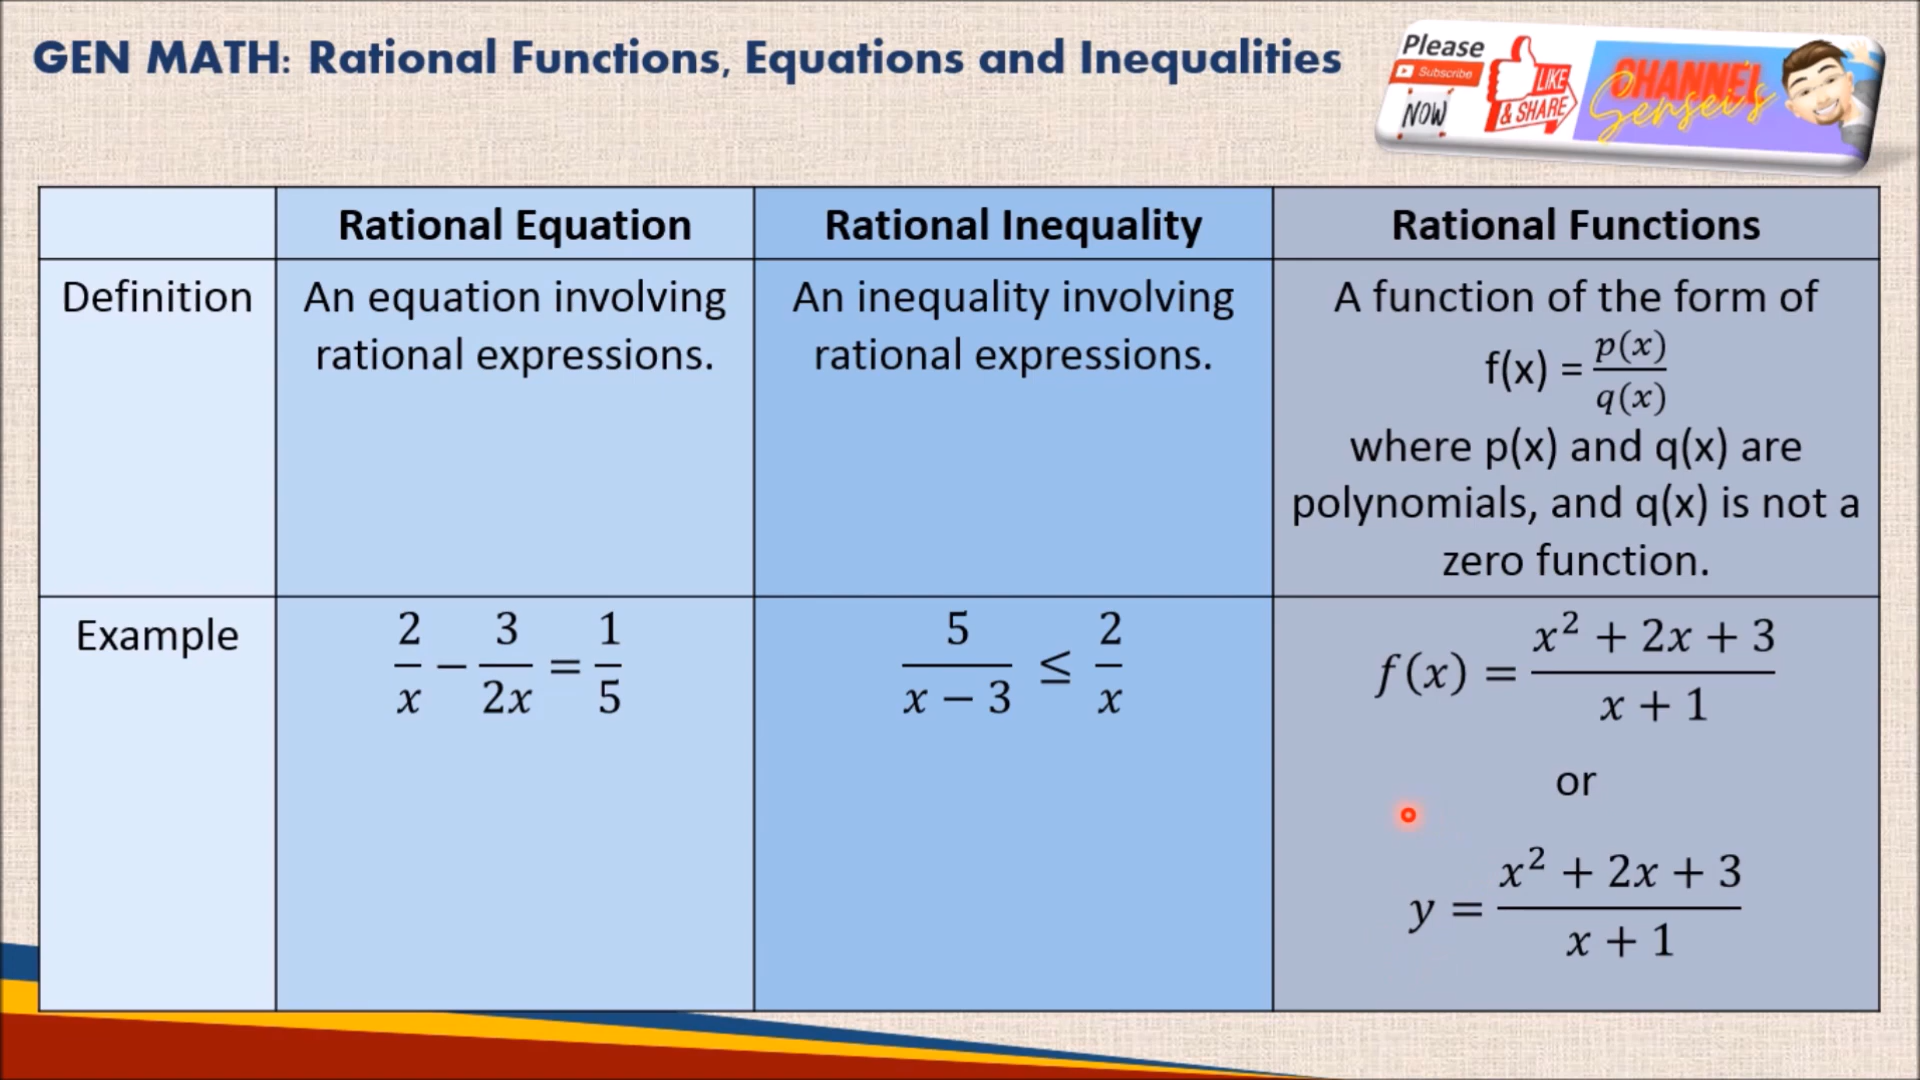 GEN MATH: Rational Functions, Equations and Inequalities
Please
Subscribe
NOW
LIKE
& SHARE
CHANNEL
Sensei's
Rational Equation
Rational Inequality
Rational Functions
Definition
An equation involving
rational expressions.
An inequality involving
rational expressions.
A function of the form of
f(x) = p(x)/q(x)
where p(x) and q(x) are
polynomials, and q(x) is not a
zero function.
Example
2/x − 3/2x = 1/5
5/(x − 3) ≤ 2/x
f(x) = (x² + 2x + 3)/(x + 1)
or
y = (x² + 2x + 3)/(x + 1)